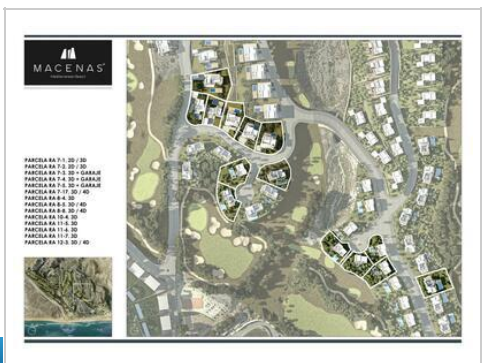 MACENAS
Mediterranean Resort
PARCELA RA 7-1. 2D / 3D
PARCELA RA 7-2. 2D / 3D
PARCELA RA 7-3. 3D + GARAJE
PARCELA RA 7-4. 3D + GARAJE
PARCELA RA 7-5. 3D + GARAJE
PARCELA RA 7-17. 3D / 4D
PARCELA RA 8-4. 3D
PARCELA RA 8-5. 3D / 4D
PARCELA RA 8-8. 3D / 4D
PARCELA RA 10-4. 3D
PARCELA RA 11-5. 3D
PARCELA RA 11-6. 3D
PARCELA RA 11-7. 3D
PARCELA RA 12-3. 3D / 4D